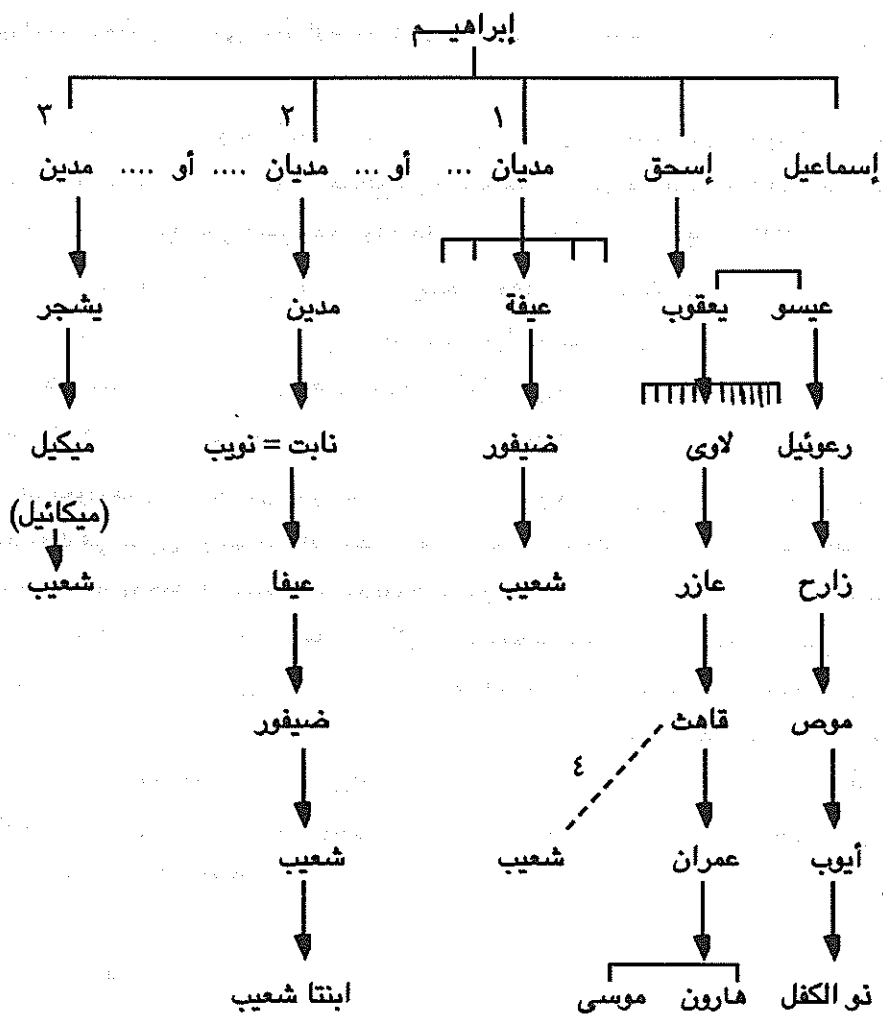 إبراهيم
١ ٢ ٣
إسماعيل إسحق مديان ... أو ... مديان .... أو .... مدين
عيسو يعقوب عيفة مدين يشجر
رعوئيل لاوى ضيفور نابت = نويب ميكيل
(ميكائيل)
زارح عازر شعيب عيفا شعيب
موص قاهث ضيفور
٤
أيوب عمران شعيب شعيب
ذو الكفل هارون موسى ابنتا شعيب